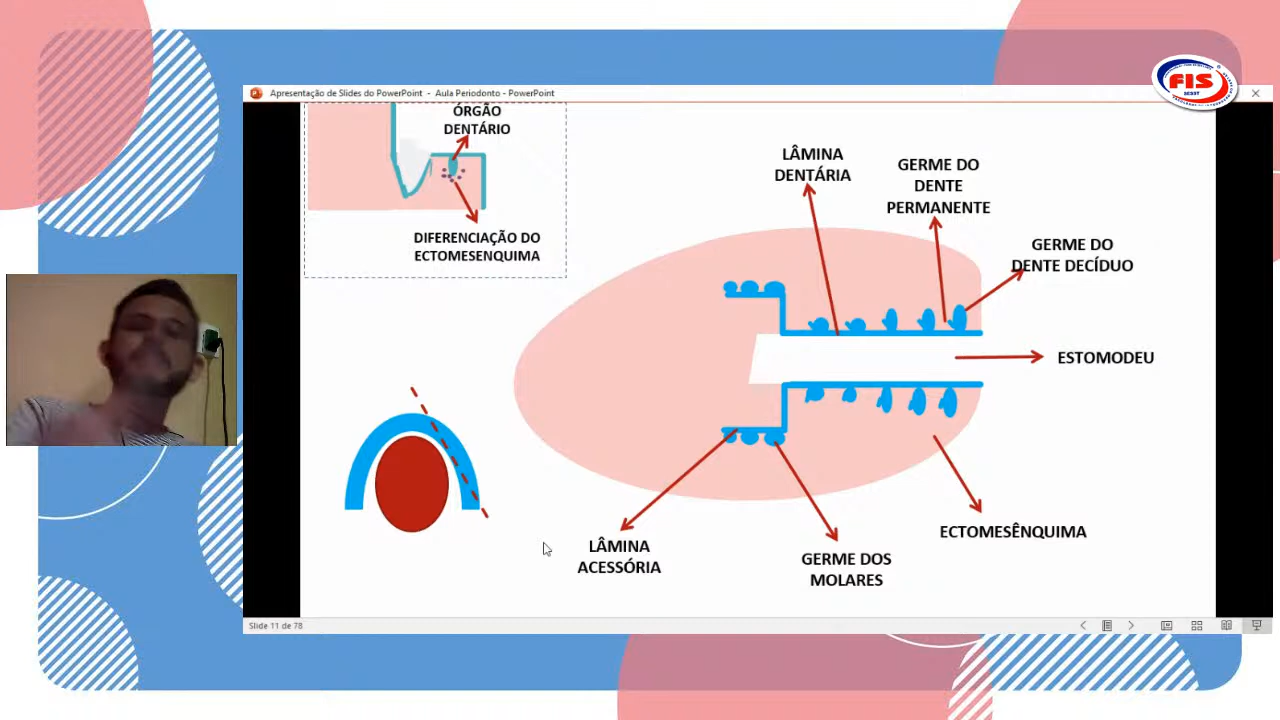 FIS
SESST
Apresentação de Slides do PowerPoint - Aula Periodonto - PowerPoint
ÓRGÃO
DENTÁRIO
DIFERENCIAÇÃO DO
ECTOMESENQUIMA
LÂMINA
DENTÁRIA
GERME DO
DENTE
PERMANENTE
GERME DO
DENTE DECÍDUO
ESTOMODEU
ECTOMESÊNQUIMA
LÂMINA
ACESSÓRIA
GERME DOS
MOLARES
Slide 11 de 78